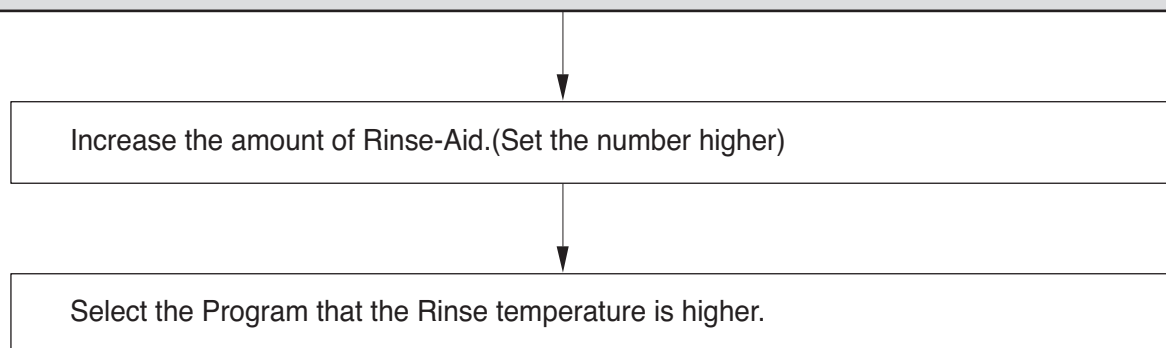 Increase the amount of Rinse-Aid.(Set the number higher)
Select the Program that the Rinse temperature is higher.